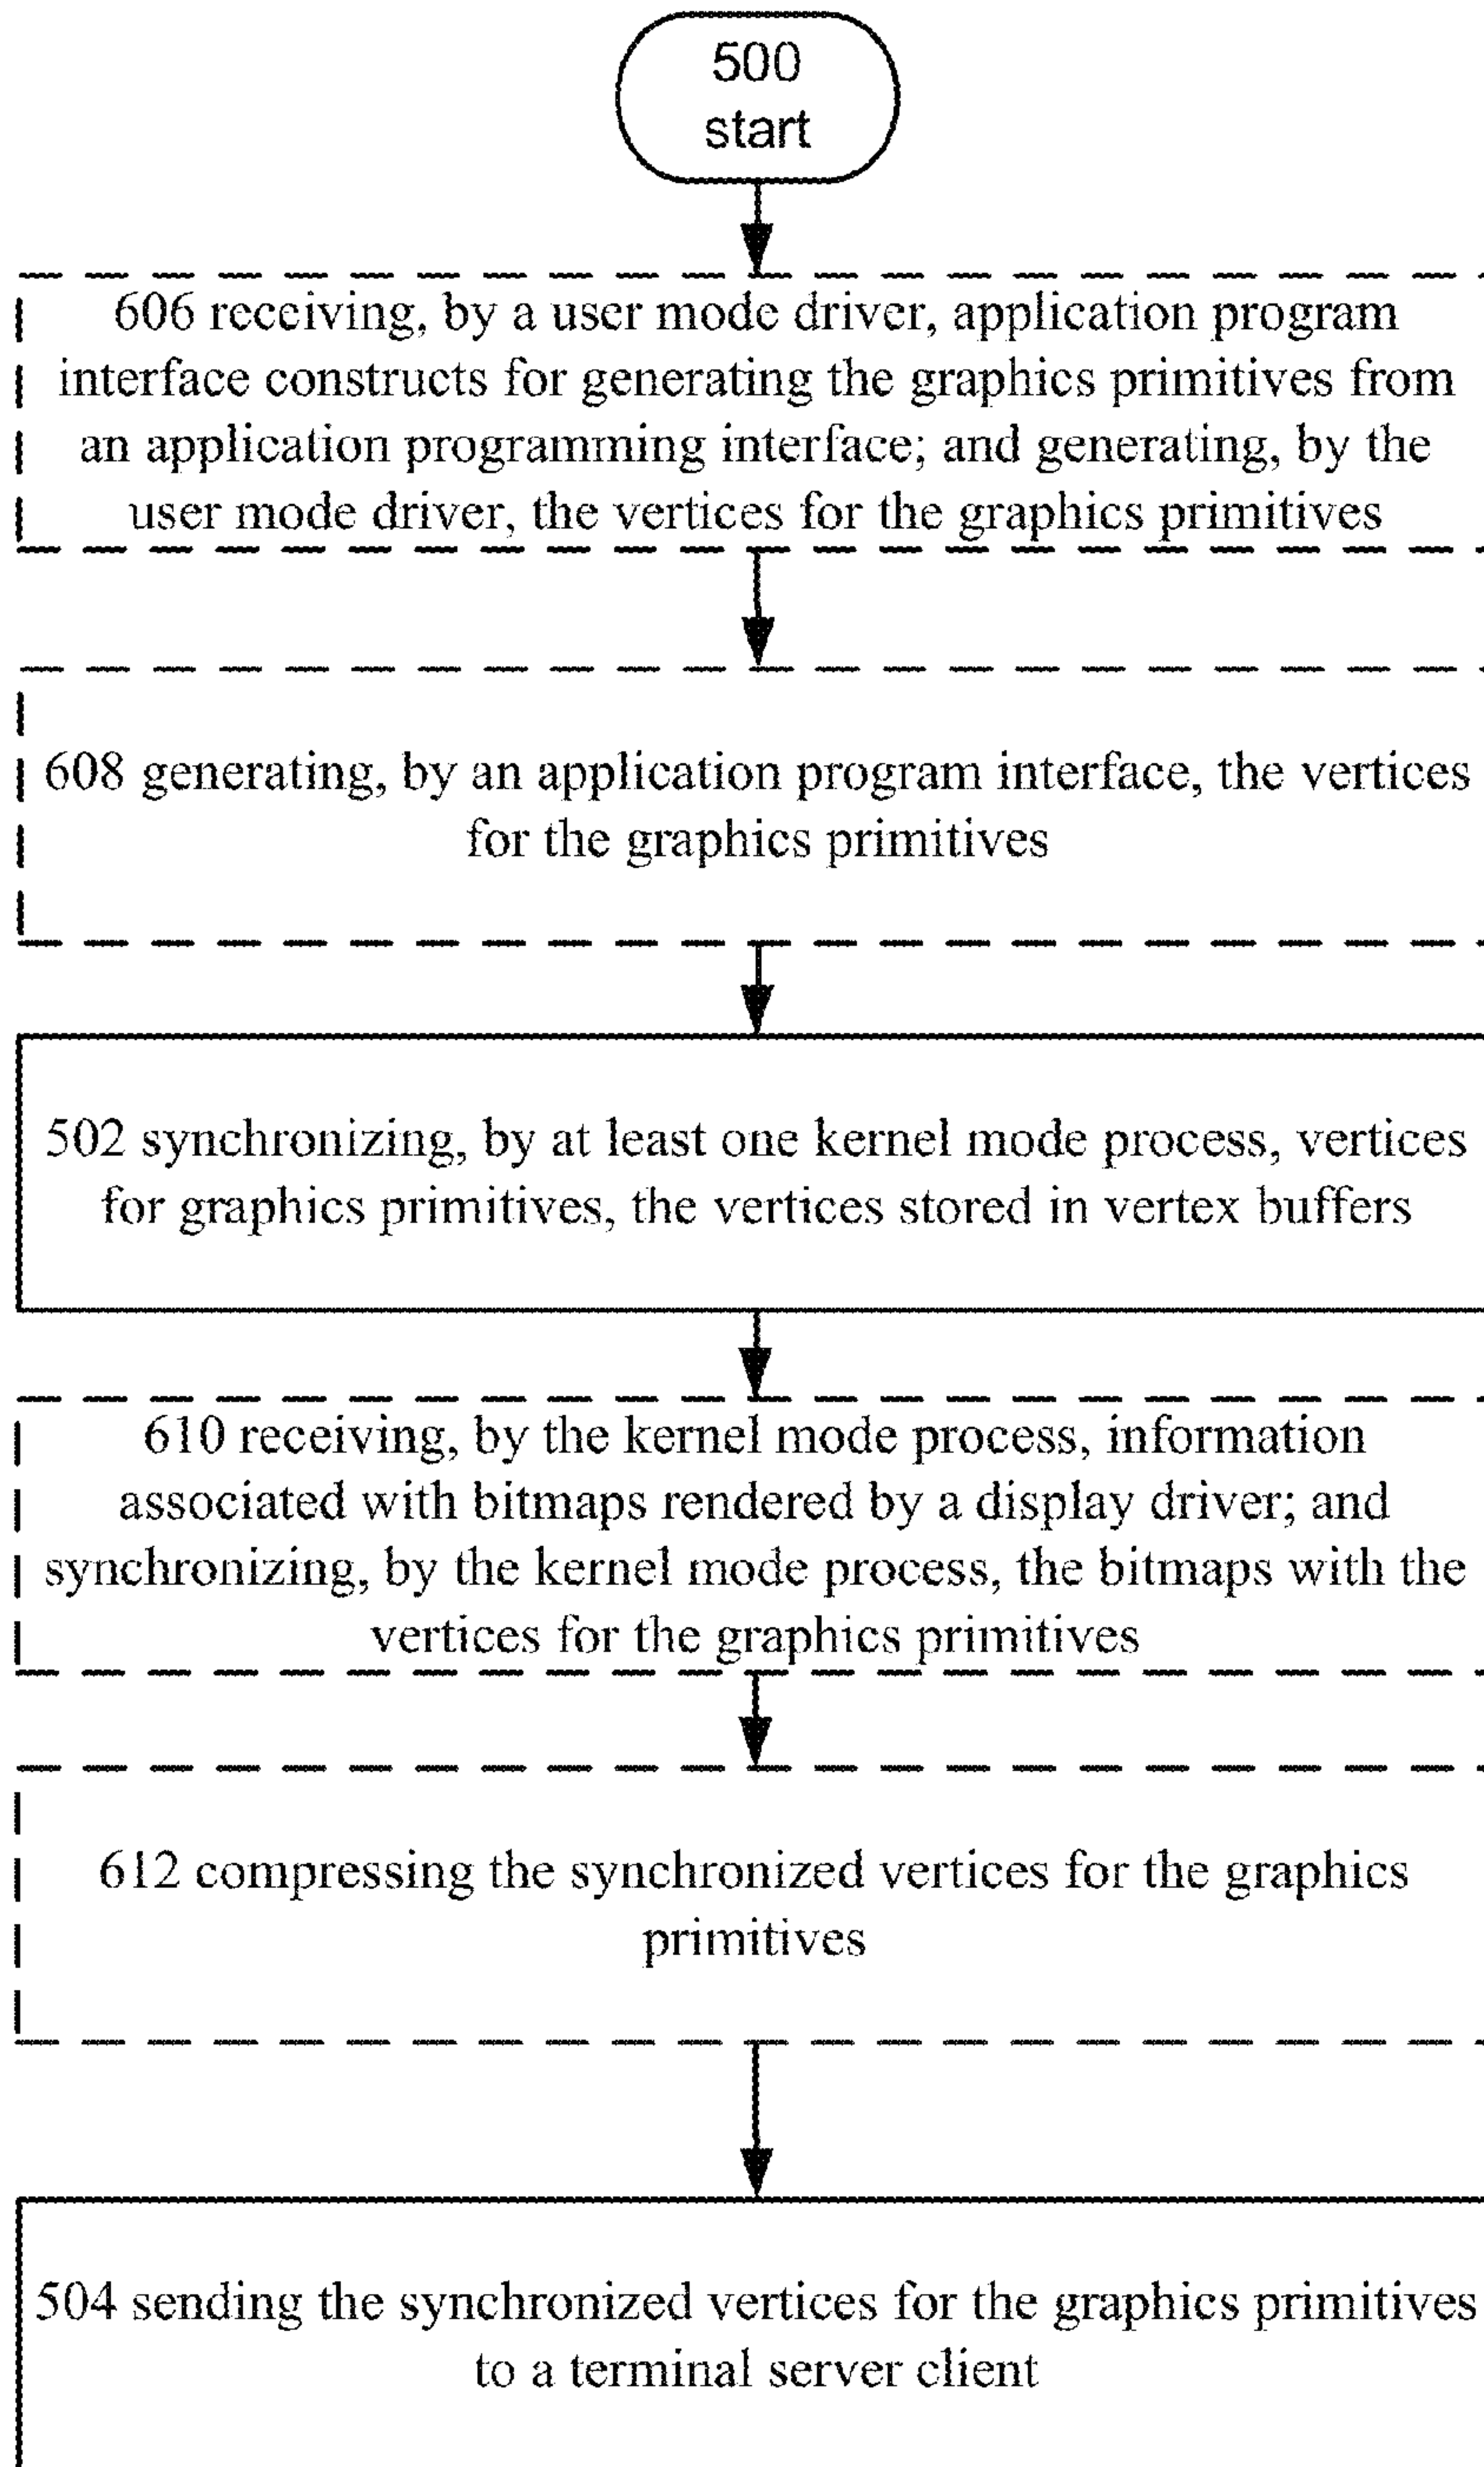 500
start
606 receiving, by a user mode driver, application program
interface constructs for generating the graphics primitives from
an application programming interface; and generating, by the
user mode driver, the vertices for the graphics primitives
608 generating, by an application program interface, the vertices
for the graphics primitives
502 synchronizing, by at least one kernel mode process, vertices
for graphics primitives, the vertices stored in vertex buffers
610 receiving, by the kernel mode process, information
associated with bitmaps rendered by a display driver; and
synchronizing, by the kernel mode process, the bitmaps with the
vertices for the graphics primitives
612 compressing the synchronized vertices for the graphics
primitives
504 sending the synchronized vertices for the graphics primitives
to a terminal server client